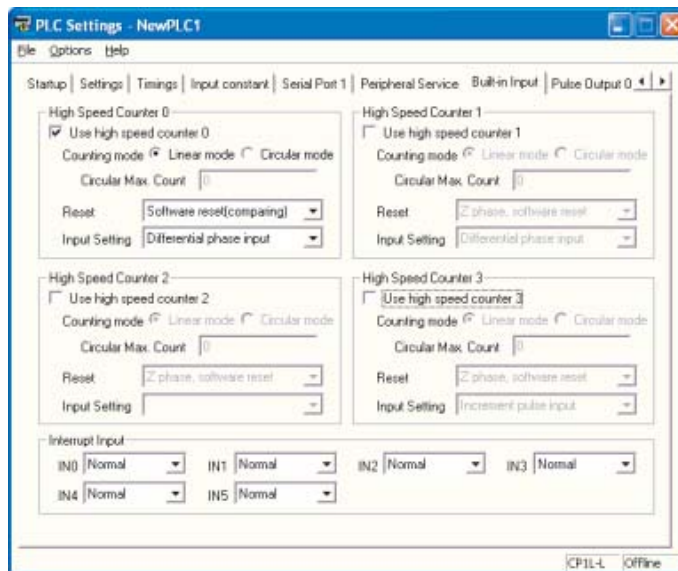 PLC Settings - NewPLC1
File Options Help
Startup Settings Timings Input constant Serial Port 1 Peripheral Service Built-in Input Pulse Output 0
High Speed Counter 0
Use high speed counter 0
Counting mode Linear mode Circular mode
Circular Max. Count 0
Reset Software reset(comparing)
Input Setting Differential phase input
High Speed Counter 1
Use high speed counter 1
Counting mode Linear mode Circular mode
Circular Max. Count 0
Reset Z phase, software reset
Input Setting Differential phase input
High Speed Counter 2
Use high speed counter 2
Counting mode Linear mode Circular mode
Circular Max. Count 0
Reset Z phase, software reset
Input Setting
High Speed Counter 3
Use high speed counter 3
Counting mode Linear mode Circular mode
Circular Max. Count 0
Reset Z phase, software reset
Input Setting Increment pulse input
Interrupt Input
IN0 Normal IN1 Normal IN2 Normal IN3 Normal
IN4 Normal IN5 Normal
CP1L-L Offline